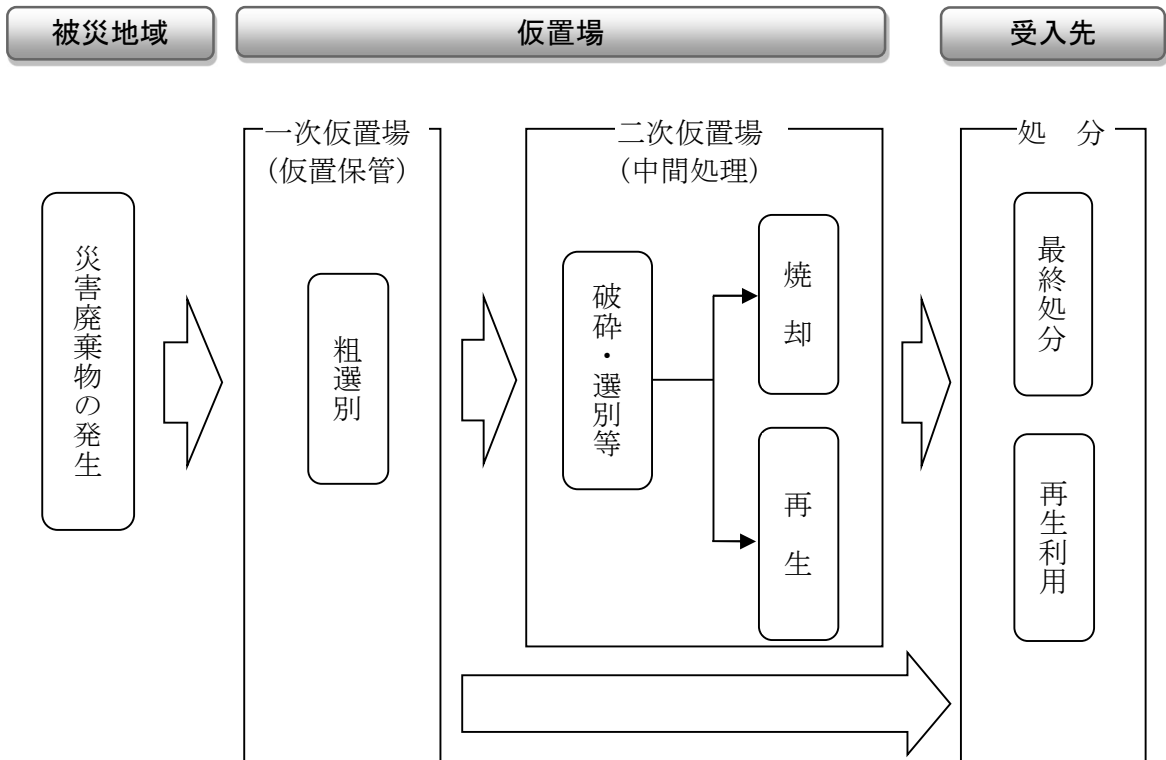 被災地域
仮置場
受入先
一次仮置場
(仮置保管)
二次仮置場
(中間処理)
処 分
災害廃棄物の発生
粗選別
破砕・選別等
焼 却
再 生
最終処分
再生利用